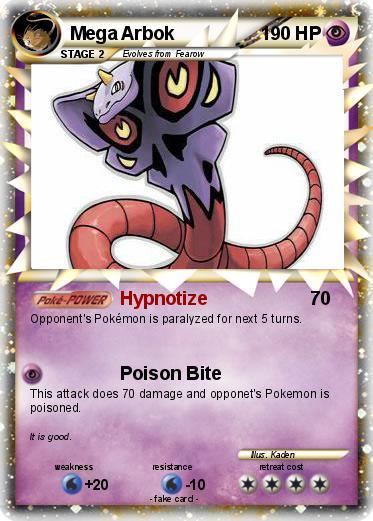 Mega Arbok 190 HP
STAGE 2 Evolves from Fearow
Poké-POWER Hypnotize 70
Opponent's Pokémon is paralyzed for next 5 turns.
Poison Bite
This attack does 70 damage and opponet's Pokemon is
poisoned.
It is good.
Illus. Kaden
weakness resistance retreat cost
+20 -10
- fake card -